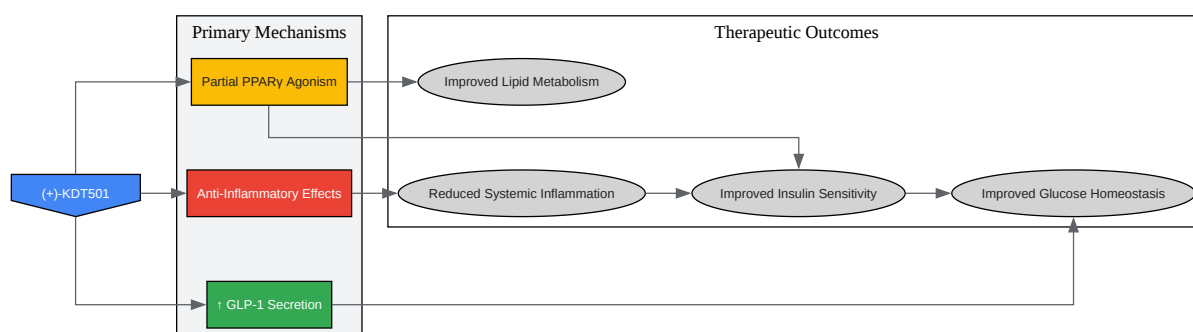 Primary Mechanisms
Therapeutic Outcomes
Partial PPARγ Agonism
Improved Lipid Metabolism
(+)-KDT501
Anti-Inflammatory Effects
Reduced Systemic Inflammation
Improved Insulin Sensitivity
Improved Glucose Homeostasis
↑ GLP-1 Secretion